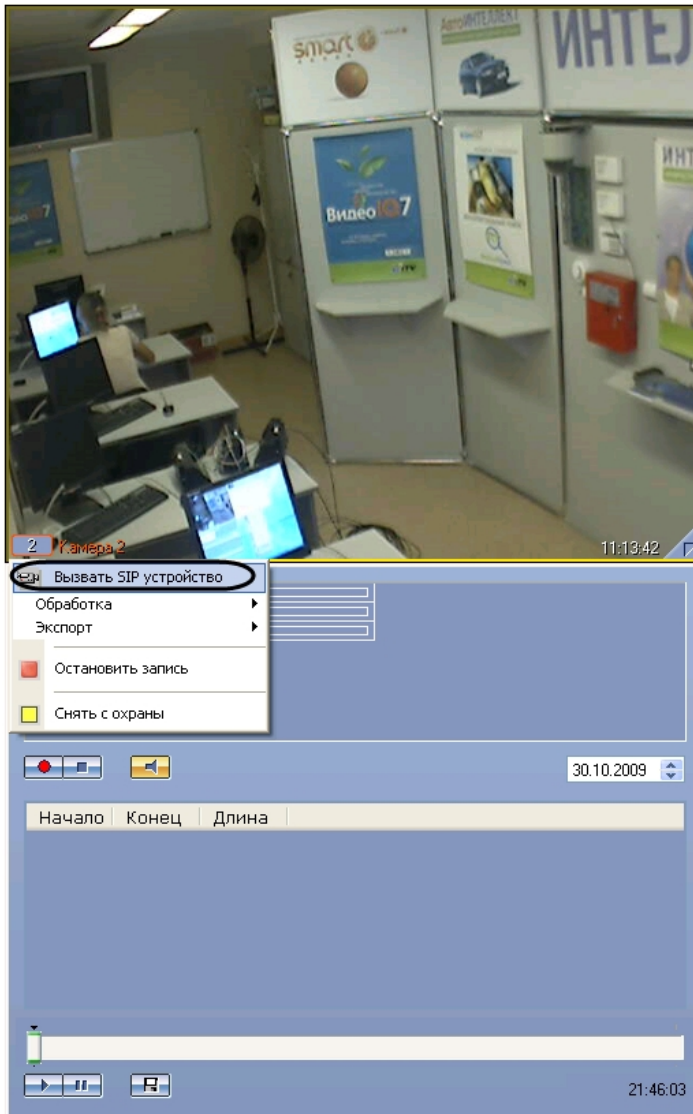 smart
АвтоИНТЕЛЛЕКТ
ИНТЕЛ
Видео IQ7
iTV
2 Камера 2
11:13:42
Вызвать SIP устройство
Обработка
Экспорт
Остановить запись
Снять с охраны
30.10.2009
Начало Конец Длина
21:46:03